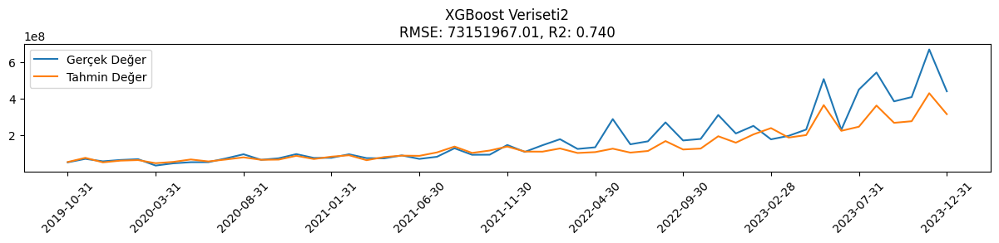 XGBoost Veriseti2
RMSE: 73151967.01, R2: 0.740
1e8
Gerçek Değer
Tahmin Değer
6
4
2
2019-10-31
2020-03-31
2020-08-31
2021-01-31
2021-06-30
2021-11-30
2022-04-30
2022-09-30
2023-02-28
2023-07-31
2023-12-31